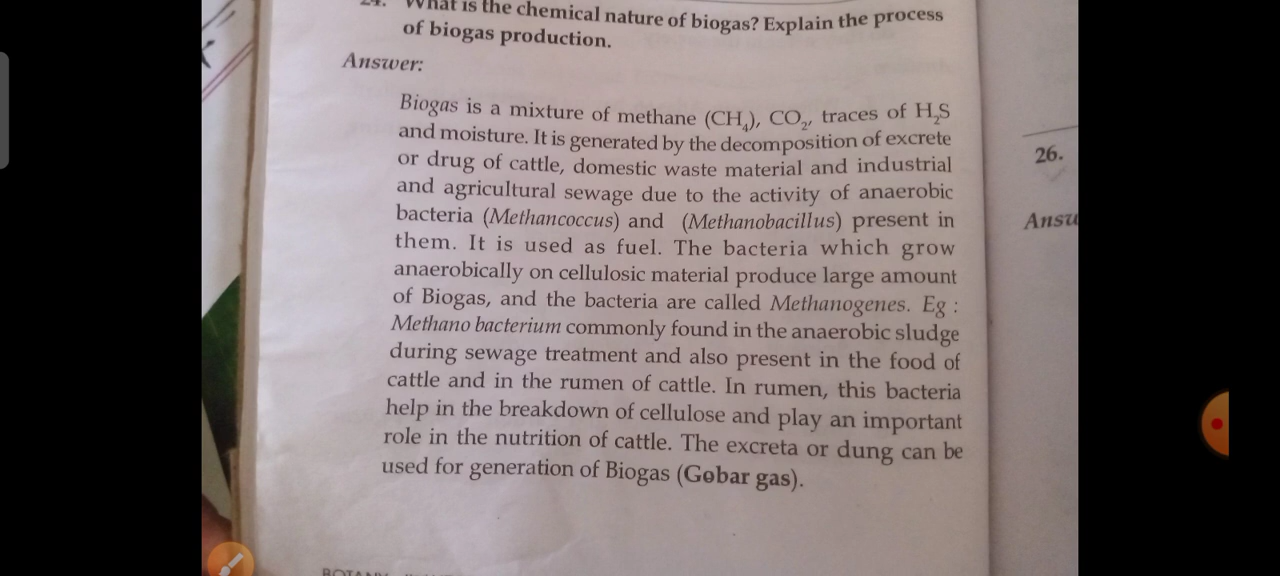 24. What is the chemical nature of biogas? Explain the process
of biogas production.
Answer:
Biogas is a mixture of methane (CH₄), CO₂, traces of H₂S
and moisture. It is generated by the decomposition of excrete
or drug of cattle, domestic waste material and industrial
and agricultural sewage due to the activity of anaerobic
bacteria (Methancoccus) and (Methanobacillus) present in
them. It is used as fuel. The bacteria which grow
anaerobically on cellulosic material produce large amount
of Biogas, and the bacteria are called Methanogenes. Eg :
Methano bacterium commonly found in the anaerobic sludge
during sewage treatment and also present in the food of
cattle and in the rumen of cattle. In rumen, this bacteria
help in the breakdown of cellulose and play an important
role in the nutrition of cattle. The excreta or dung can be
used for generation of Biogas (Gobar gas).
26.
Answ